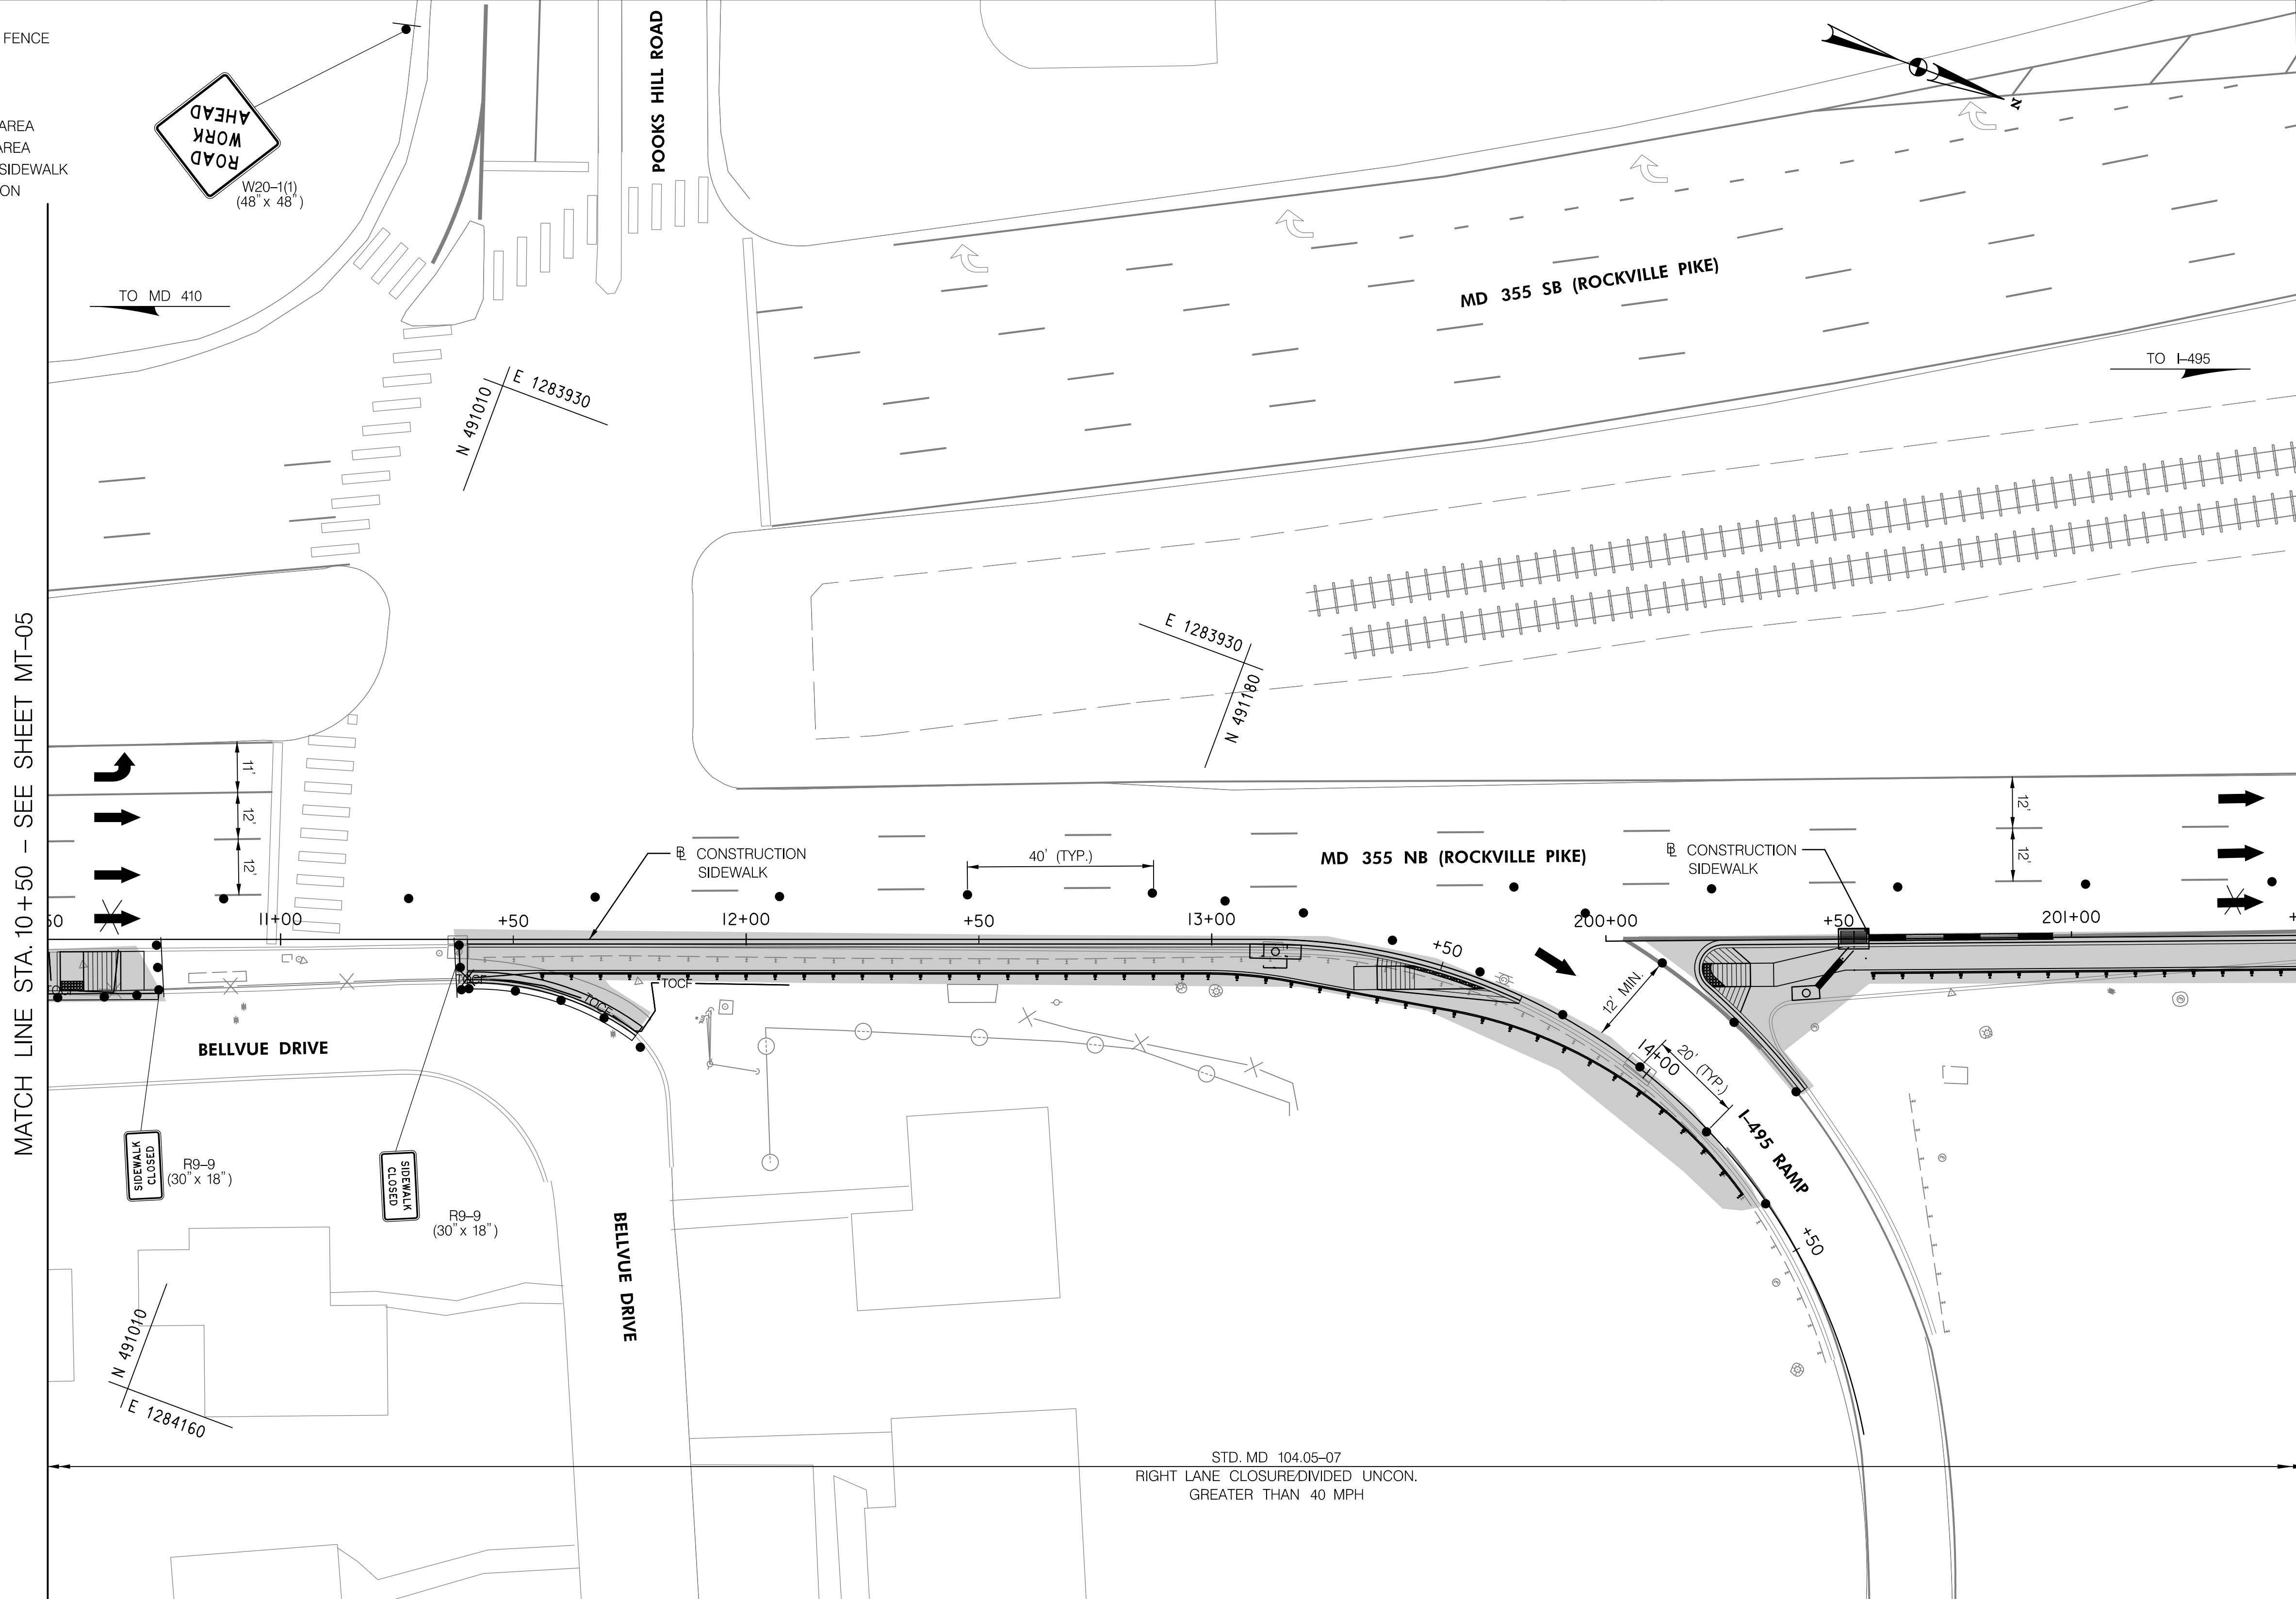 FENCE
AREA
AREA
SIDEWALK
ON
ROAD
WORK
AHEAD
W20-1(1)
(48" x 48")
POOKS HILL ROAD
TO MD 410
N
MD 355 SB (ROCKVILLE PIKE)
TO I-495
E 1283930
N 491010
E 1283930
N 491180
MATCH LINE STA. 10+50 - SEE SHEET MT-05
11'
12'
12'
℄ CONSTRUCTION
SIDEWALK
40' (TYP.)
MD 355 NB (ROCKVILLE PIKE)
CONSTRUCTION
SIDEWALK
12'
12'
50
11+00
+50
12+00
+50
13+00
+50
200+00
+50
201+00
12' MIN.
TOCF
TOCF
14+00
20'
(TYP.)
I-495 RAMP
+50
BELLVUE DRIVE
SIDEWALK
CLOSED
R9-9
(30" x 18")
SIDEWALK
CLOSED
R9-9
(30" x 18")
BELLVUE DRIVE
N 491010
E 1284160
STD. MD 104.05-07
RIGHT LANE CLOSURE/DIVIDED UNCON.
GREATER THAN 40 MPH